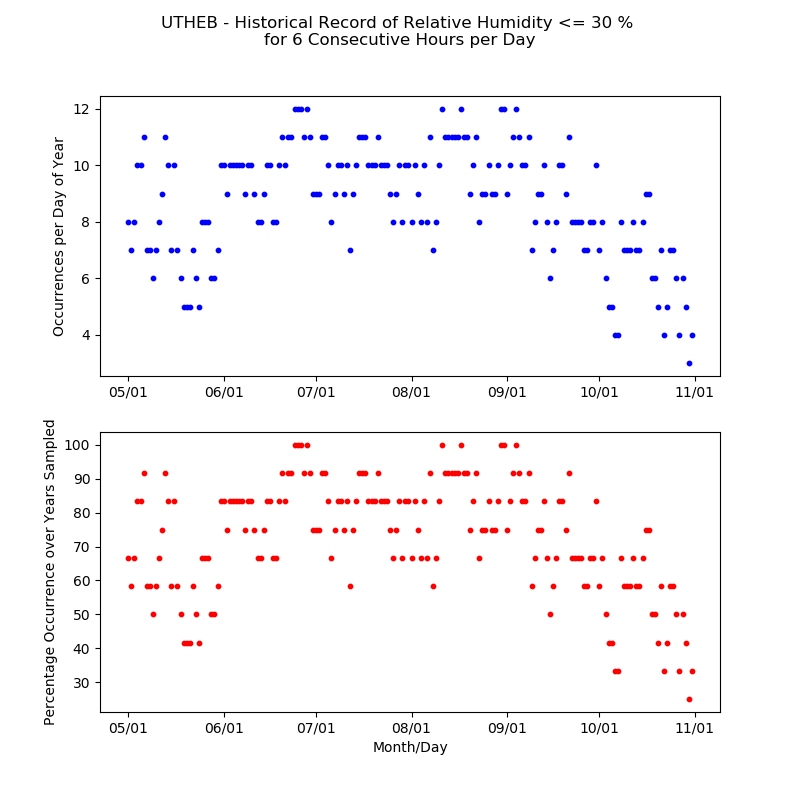 UTHEB - Historical Record of Relative Humidity <= 30 %
for 6 Consecutive Hours per Day
Occurrences per Day of Year
12
10
8
6
4
05/01 06/01 07/01 08/01 09/01 10/01 11/01
Percentage Occurrence over Years Sampled
100
90
80
70
60
50
40
30
05/01 06/01 07/01 08/01 09/01 10/01 11/01
Month/Day